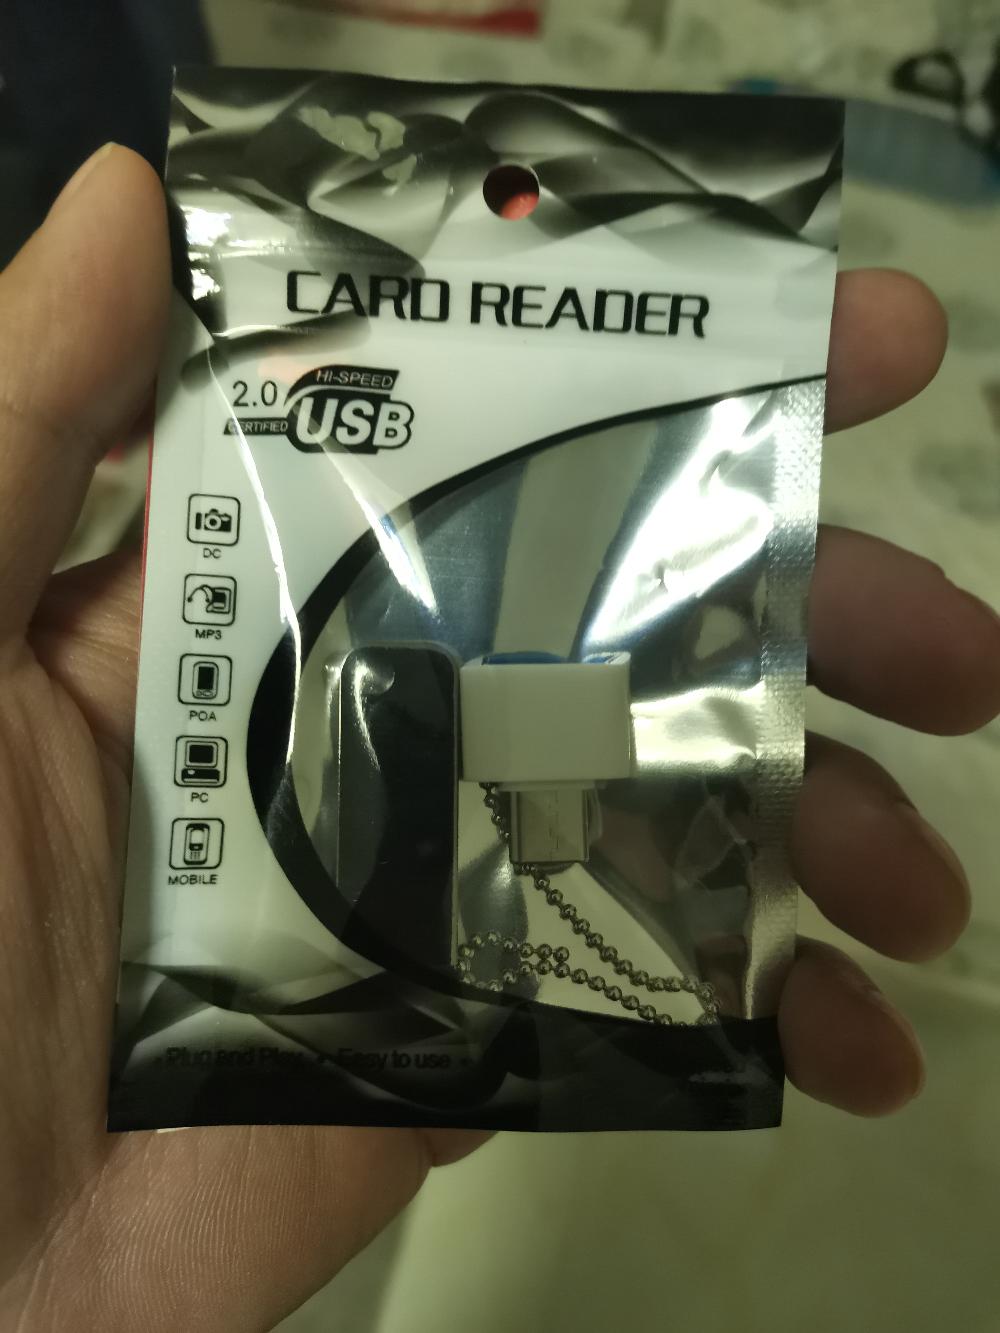 CARD READER
2.0 HI-SPEED
CERTIFIED USB
DC
MP3
POA
PC
MOBILE
• Plug and Play • Easy to use •